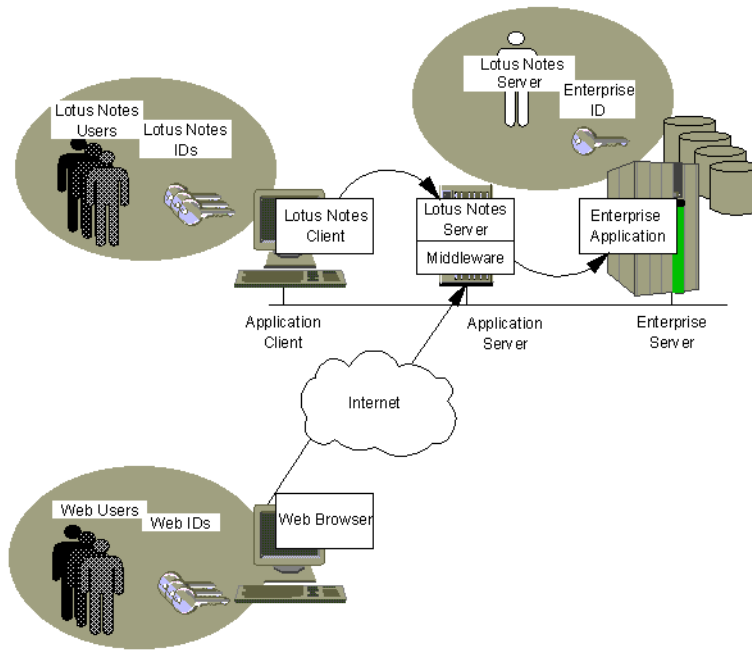 Lotus Notes
Server
Enterprise
ID
Lotus Notes
Users
Lotus Notes
IDs
Lotus Notes
Client
Lotus Notes
Server
Middleware
Enterprise
Application
Application
Client
Application
Server
Enterprise
Server
Internet
Web Users
Web IDs
Web Browser